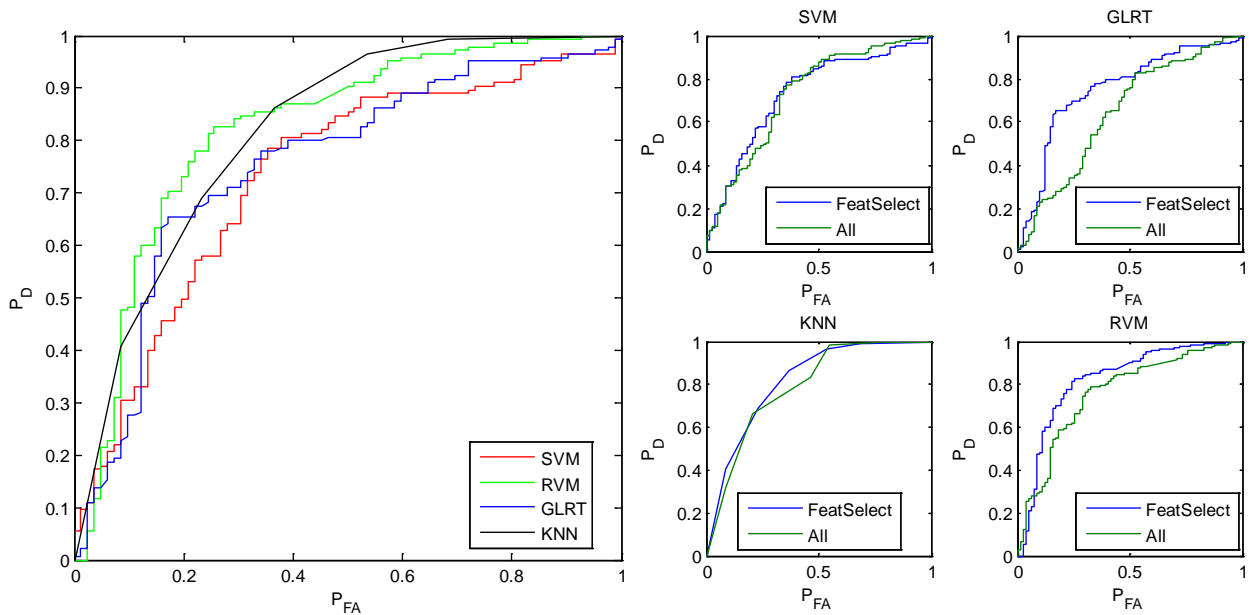 1
0.9
0.8
0.7
0.6
0.5
0.4
0.3
0.2
0.1
0
P_D
0 0.2 0.4 0.6 0.8 1
P_FA
SVM
RVM
GLRT
KNN
SVM
1
0.8
0.6
0.4
0.2
0
P_D
FeatSelect
All
0 0.5 1
P_FA
GLRT
1
0.8
0.6
0.4
0.2
0
P_D
FeatSelect
All
0 0.5 1
P_FA
KNN
1
0.8
0.6
0.4
0.2
0
P_D
FeatSelect
All
0 0.5 1
P_FA
RVM
1
0.8
0.6
0.4
0.2
0
P_D
FeatSelect
All
0 0.5 1
P_FA